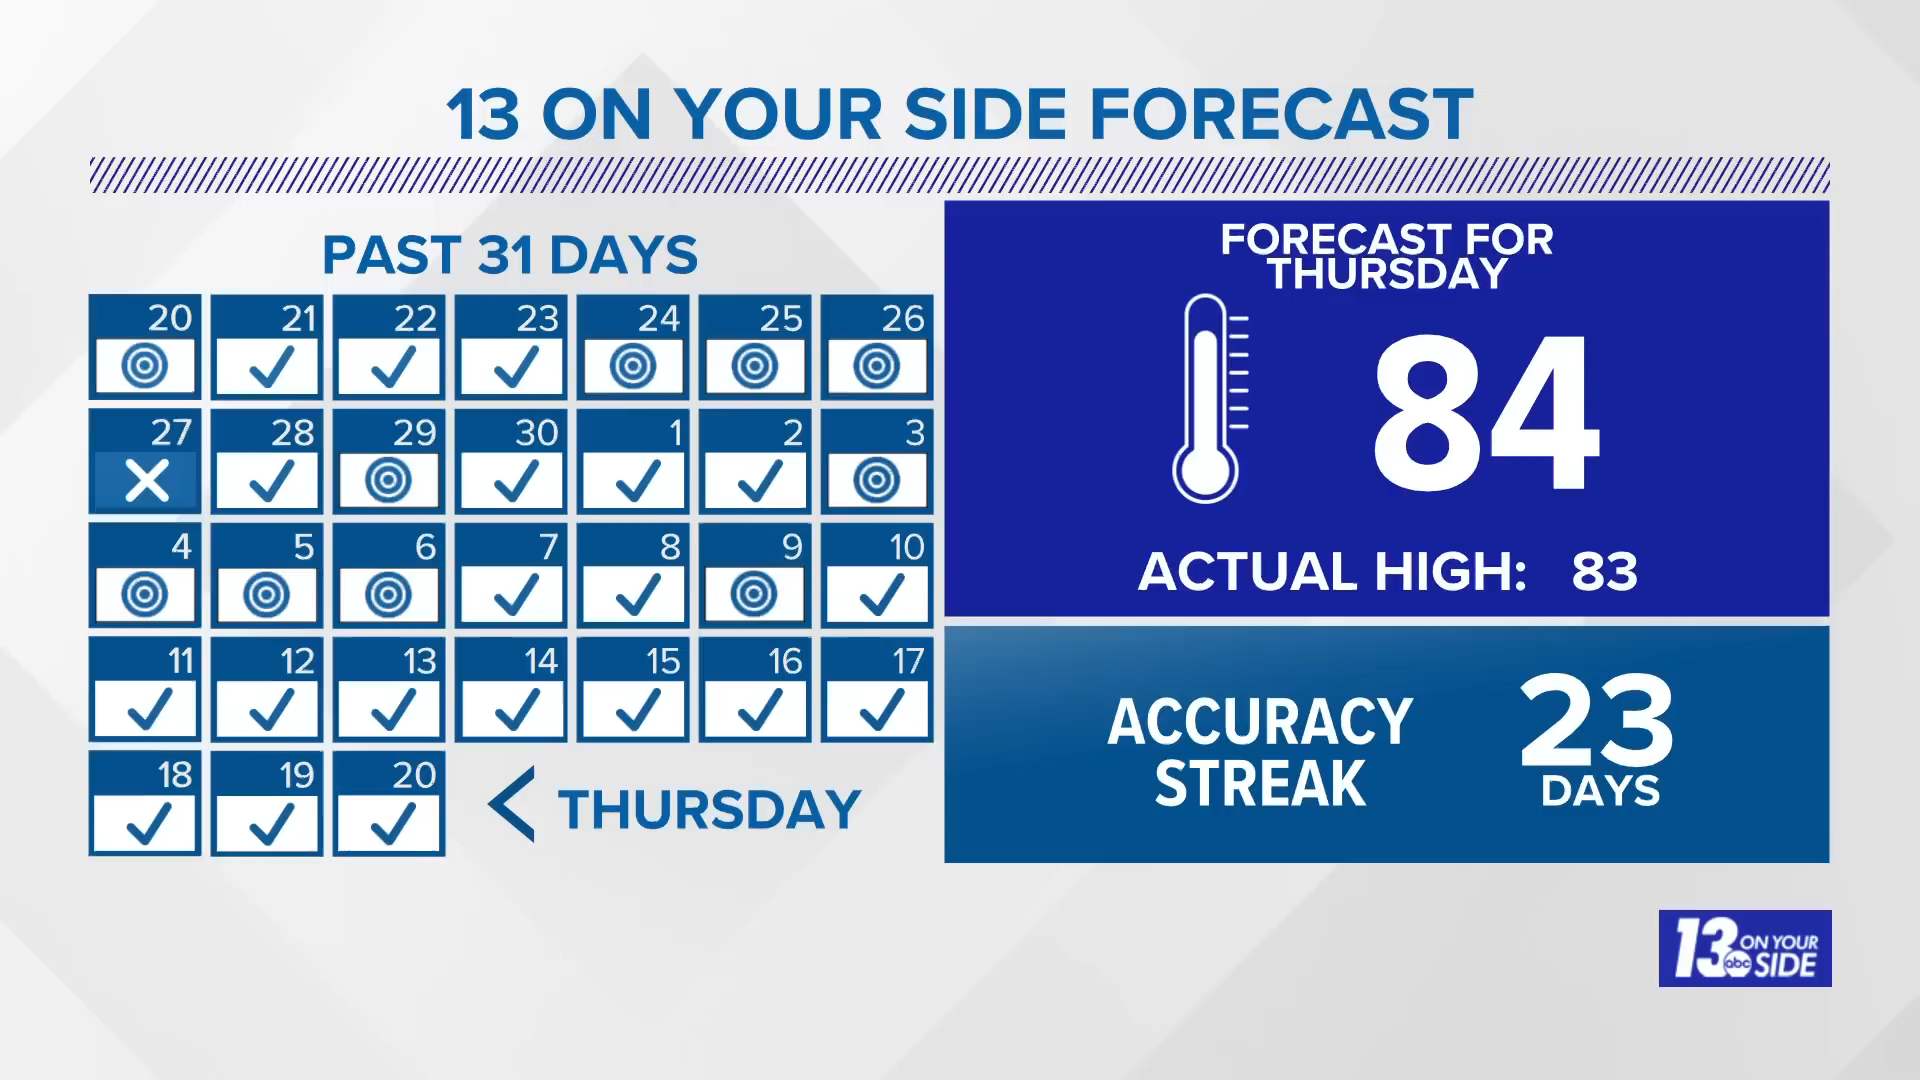 13 ON YOUR SIDE FORECAST
PAST 31 DAYS
20 21 22 23 24 25 26
27 28 29 30 1 2 3
4 5 6 7 8 9 10
11 12 13 14 15 16 17
18 19 20
< THURSDAY
FORECAST FOR
THURSDAY
84
ACTUAL HIGH: 83
ACCURACY
STREAK
23
DAYS
13 ON YOUR
abc SIDE